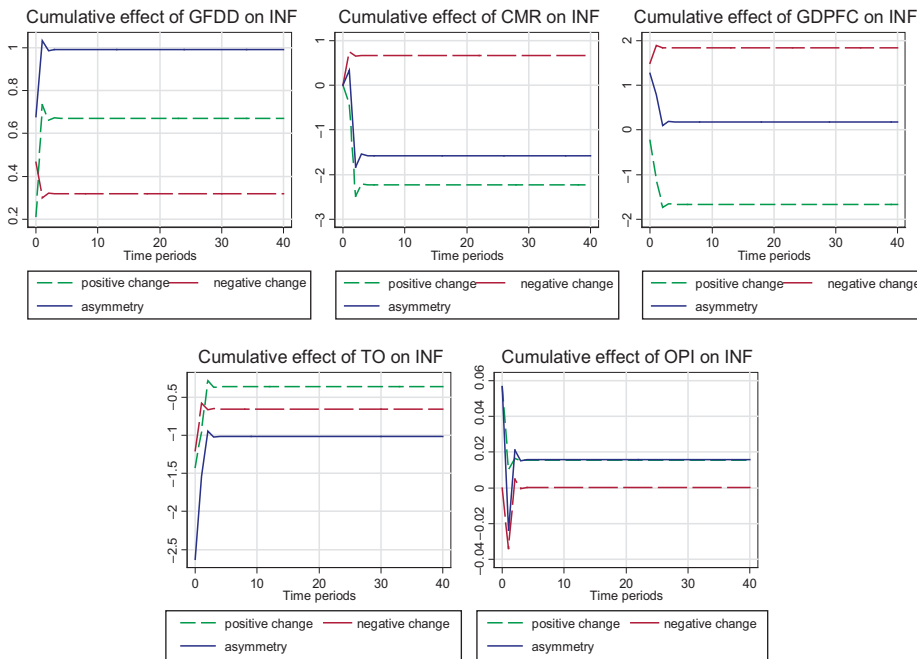 Cumulative effect of GFDD on INF
1
0.8
0.6
0.4
0.2
0 10 20 30 40
Time periods
positive change negative change
asymmetry
Cumulative effect of CMR on INF
1
0
−1
−2
−3
0 10 20 30 40
Time periods
positive change negative change
asymmetry
Cumulative effect of GDPFC on INF
2
1
0
−1
−2
0 10 20 30 40
Time periods
positive change negative change
asymmetry
Cumulative effect of TO on INF
−0.5
−1
−1.5
−2
−2.5
0 10 20 30 40
Time periods
positive change negative change
asymmetry
Cumulative effect of OPI on INF
0.06
0.04
0.02
0
−0.02
−0.04
0 10 20 30 40
Time periods
positive change negative change
asymmetry